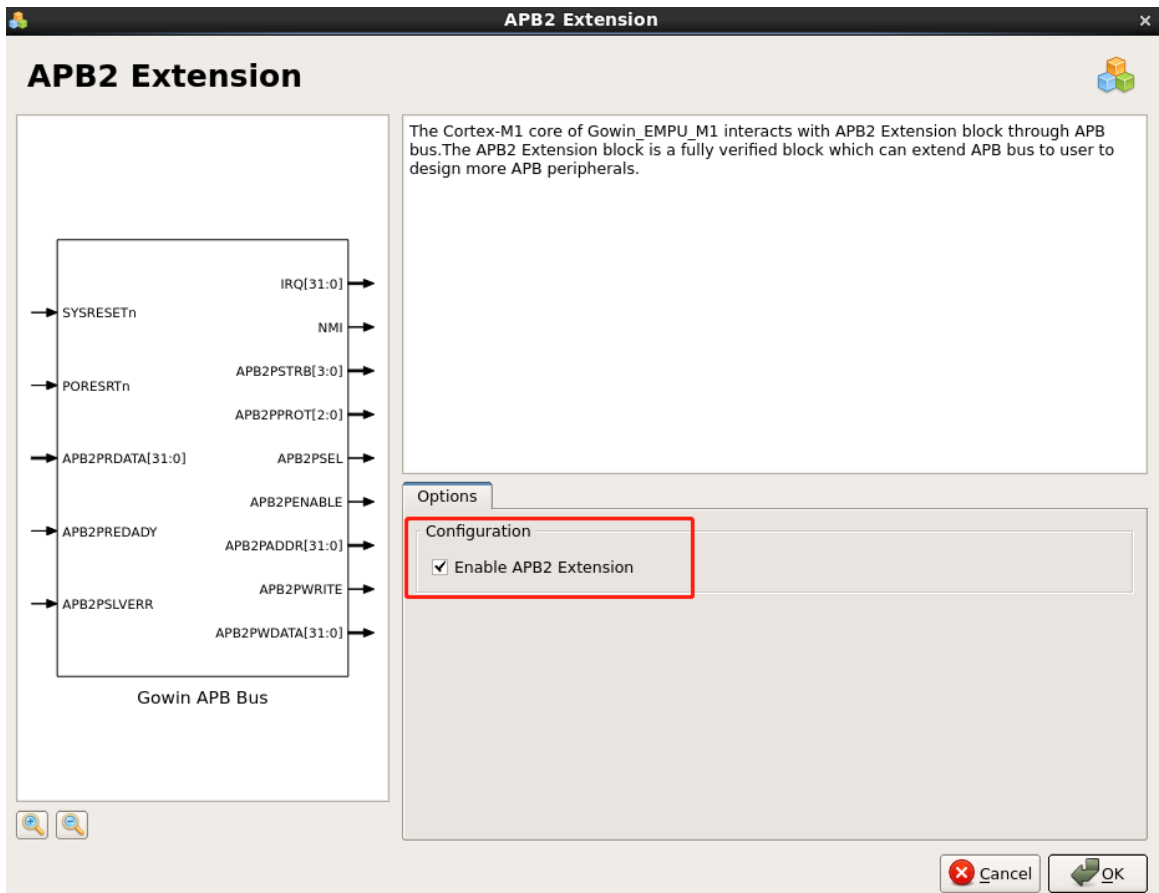 APB2 Extension
APB2 Extension
The Cortex-M1 core of Gowin_EMPU_M1 interacts with APB2 Extension block through APB
bus.The APB2 Extension block is a fully verified block which can extend APB bus to user to
design more APB peripherals.
IRQ[31:0]
SYSRESETn
NMI
APB2PSTRB[3:0]
PORESRTn
APB2PPROT[2:0]
APB2PRDATA[31:0]
APB2PSEL
APB2PENABLE
APB2PREDADY
APB2PADDR[31:0]
APB2PWRITE
APB2PSLVERR
APB2PWDATA[31:0]
Gowin APB Bus
Options
Configuration
Enable APB2 Extension
Cancel
OK